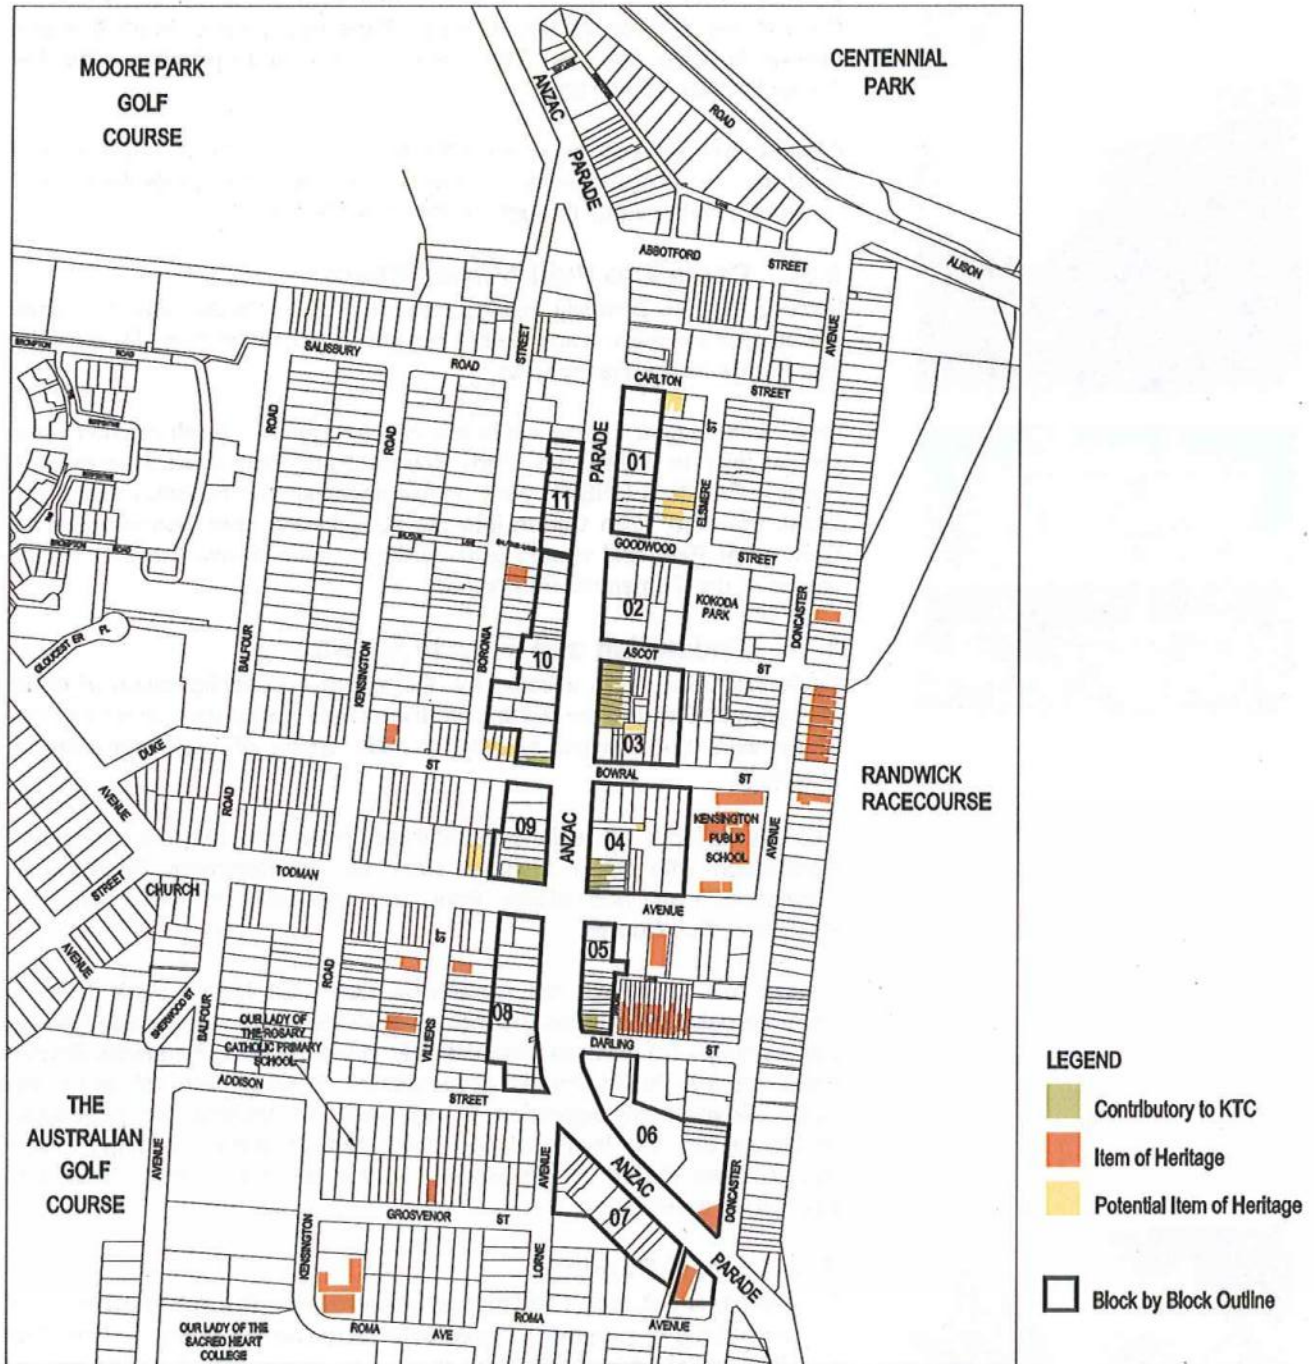 MOORE PARK
GOLF
COURSE
CENTENNIAL
PARK
ANZAC
PARADE
ROAD
LANE
ABBOTFORD
STREET
ALISON
AVENUE
STREET
BROMPTON
ROAD
SALISBURY
ROAD
CARLTON
STREET
ROAD
ROAD
PARADE
01
ST
ELSMERE
11
GOODWOOD
STREET
BROMPTON
ROAD
LANE
02
KOKODA
PARK
DONCASTER
ASCOT
ST
GLOUCESTER PL
BALFOUR
KENSINGTON
BORONIA
10
03
BOWRAL
ST
DUKE
ST
RANDWICK
RACECOURSE
AVENUE
ROAD
09
ANZAC
04
KENSINGTON
PUBLIC
SCHOOL
AVENUE
STREET
CHURCH
TODMAN
AVENUE
AVENUE
ST
05
ROAD
SHERWOOD ST
BALFOUR
OUR LADY OF
THE ROSARY
CATHOLIC PRIMARY
SCHOOL
VILLIERS
08
DARLING
ST
ADDISON
STREET
THE
AUSTRALIAN
GOLF
COURSE
AVENUE
06
ANZAC
DONCASTER
AVENUE
GROSVENOR
ST
07
KENSINGTON
LORNE
PARADE
ROMA
AVE
ROMA
AVENUE
OUR LADY OF THE
SACRED HEART
COLLEGE
LEGEND
Contributory to KTC
Item of Heritage
Potential Item of Heritage
Block by Block Outline